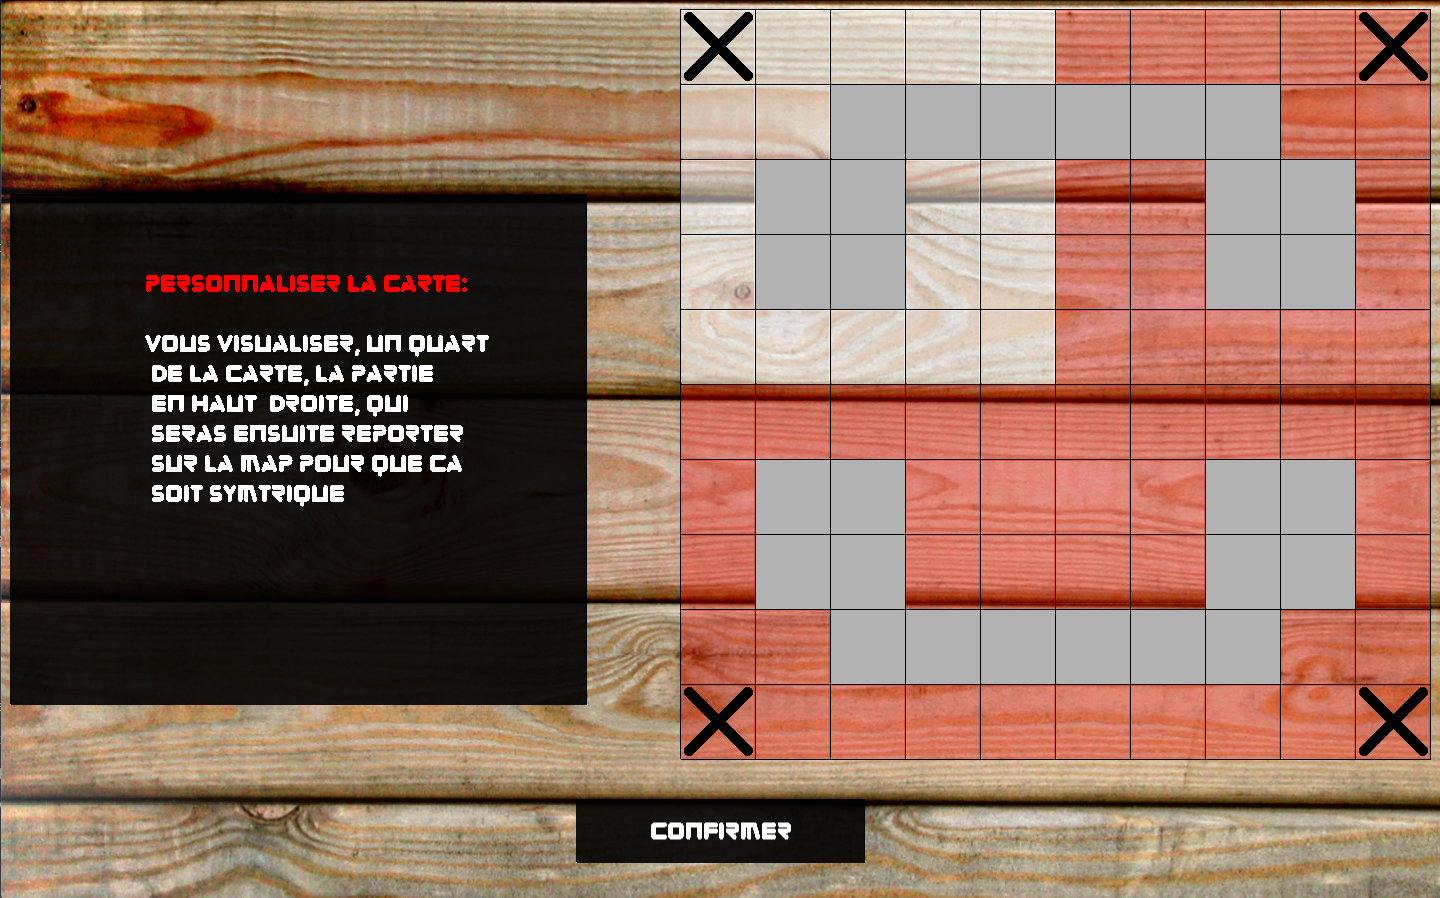 PERSONNALISER LA CARTE:
VOUS VISUALISER, UN QUART
DE LA CARTE, LA PARTIE
EN HAUT DROITE, QUI
SERAS ENSUITE REPORTER
SUR LA MAP POUR QUE CA
SOIT SYMTRIQUE
CONFIRMER